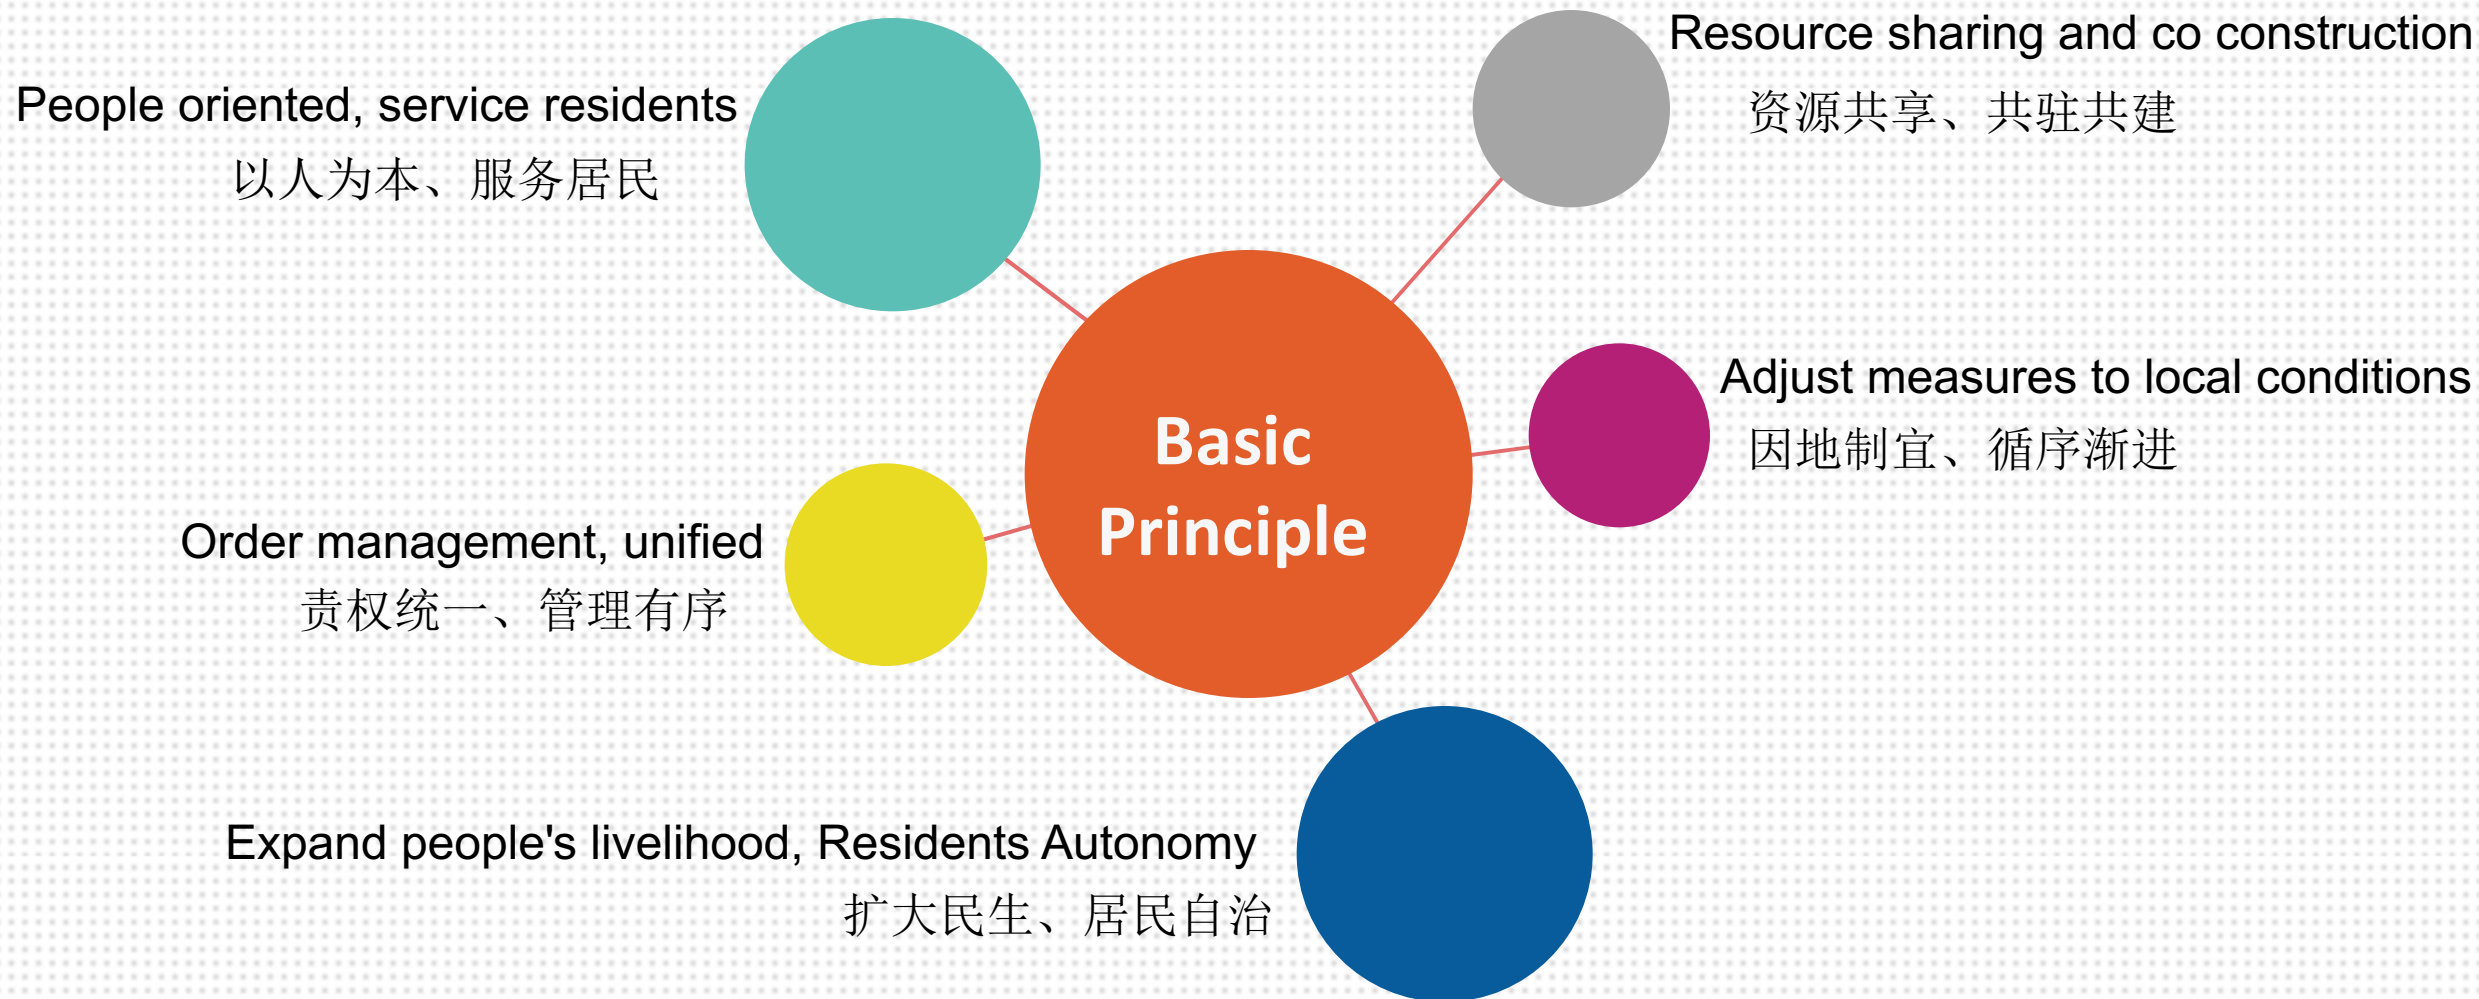 People oriented, service residents
以人为本、服务居民
Resource sharing and co construction
资源共享、共驻共建
Basic
Principle
Adjust measures to local conditions
因地制宜、循序渐进
Order management, unified
责权统一、管理有序
Expand people's livelihood, Residents Autonomy
扩大民生、居民自治